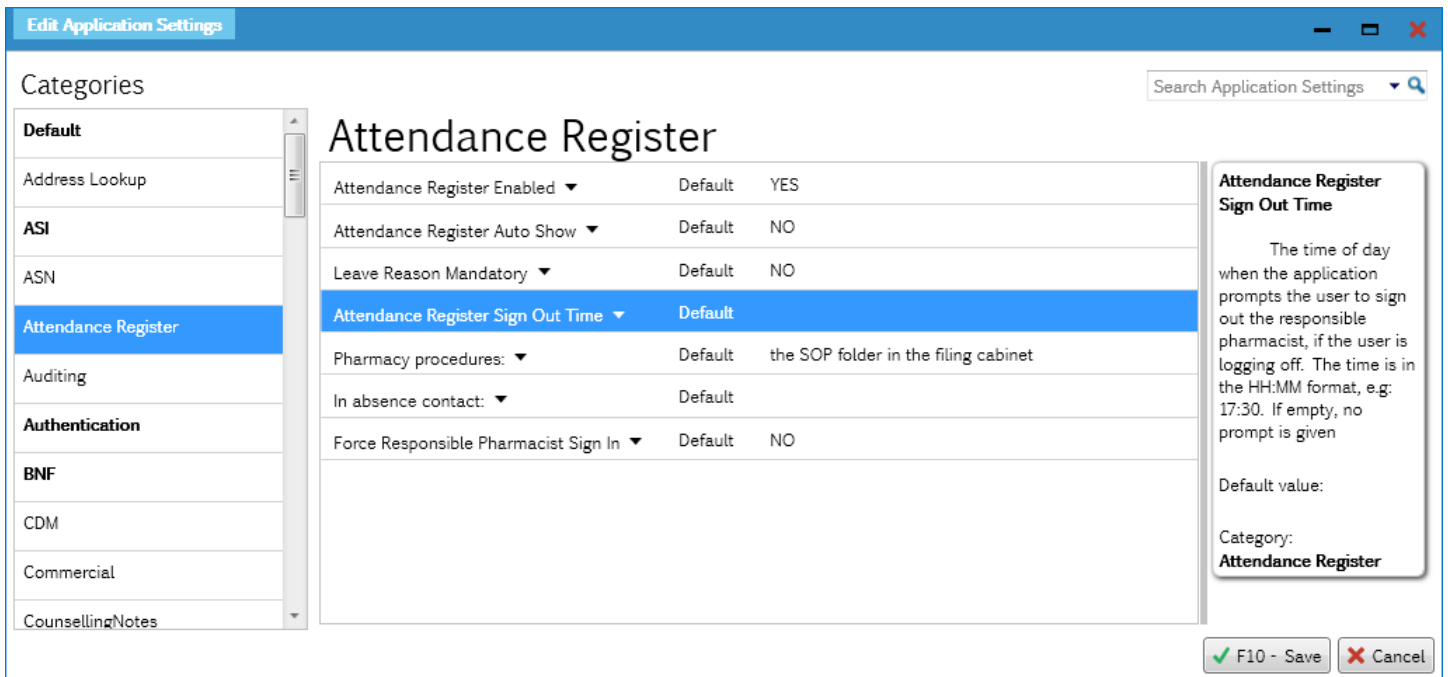 Edit Application Settings
Categories
Search Application Settings
Default
Address Lookup
ASI
ASN
Attendance Register
Auditing
Authentication
BNF
CDM
Commercial
CounsellingNotes
Attendance Register
Attendance Register Enabled Default YES
Attendance Register Auto Show Default NO
Leave Reason Mandatory Default NO
Attendance Register Sign Out Time Default
Pharmacy procedures: Default the SOP folder in the filing cabinet
In absence contact: Default
Force Responsible Pharmacist Sign In Default NO
Attendance Register
Sign Out Time
The time of day
when the application
prompts the user to sign
out the responsible
pharmacist, if the user is
logging off. The time is in
the HH:MM format, e.g:
17:30. If empty, no
prompt is given
Default value:
Category:
Attendance Register
F10 - Save
Cancel